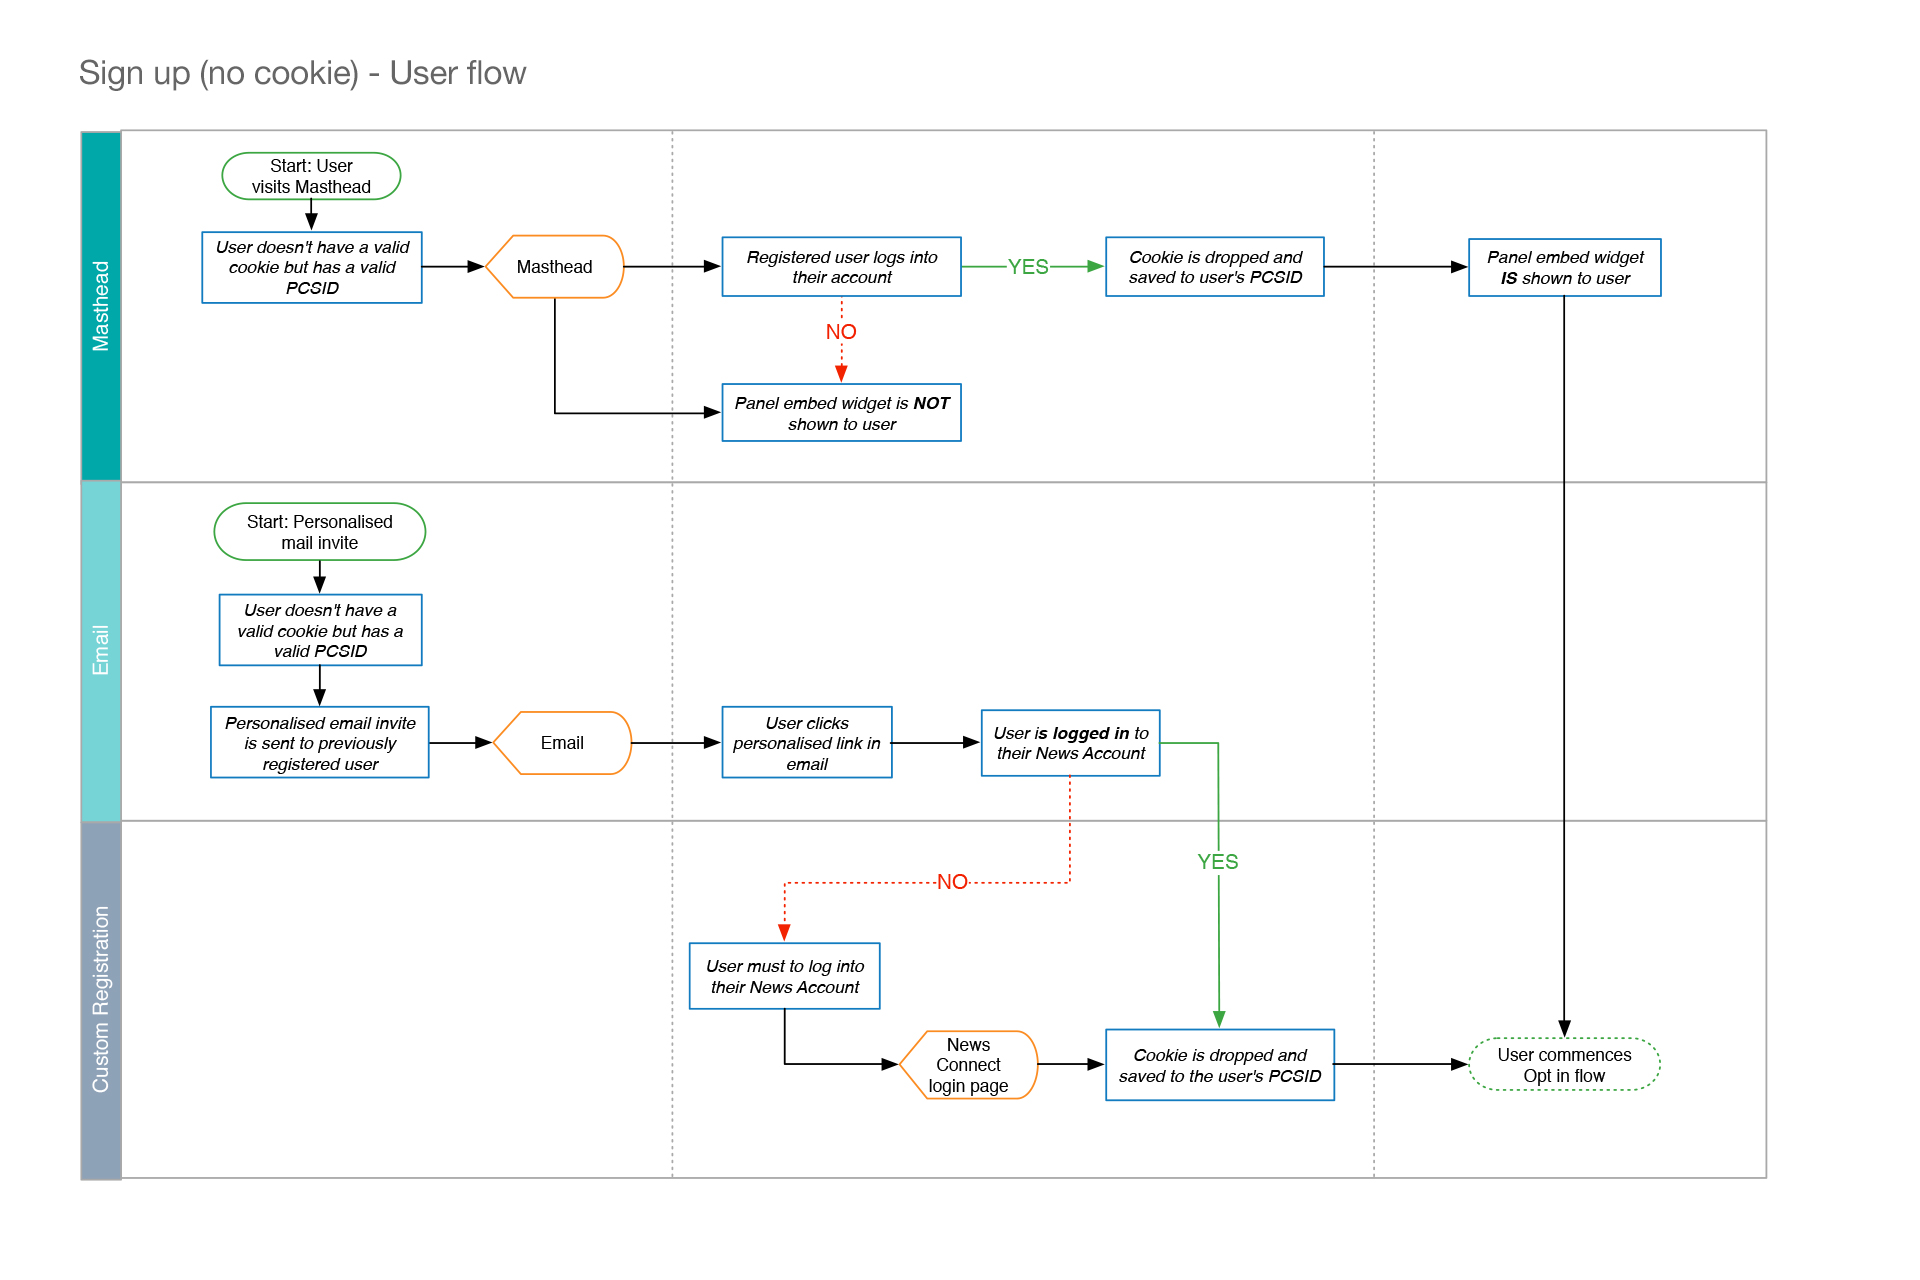 Sign up (no cookie) - User flow
Masthead
Start: User
visits Masthead
User doesn't have a valid
cookie but has a valid
PCSID
Masthead
Registered user logs into
their account
YES
Cookie is dropped and
saved to user's PCSID
Panel embed widget
IS shown to user
NO
Panel embed widget is NOT
shown to user
Email
Start: Personalised
mail invite
User doesn't have a
valid cookie but has a
valid PCSID
Personalised email invite
is sent to previously
registered user
Email
User clicks
personalised link in
email
User is logged in to
their News Account
Custom Registration
YES
NO
User must to log into
their News Account
News
Connect
login page
Cookie is dropped and
saved to the user's PCSID
User commences
Opt in flow